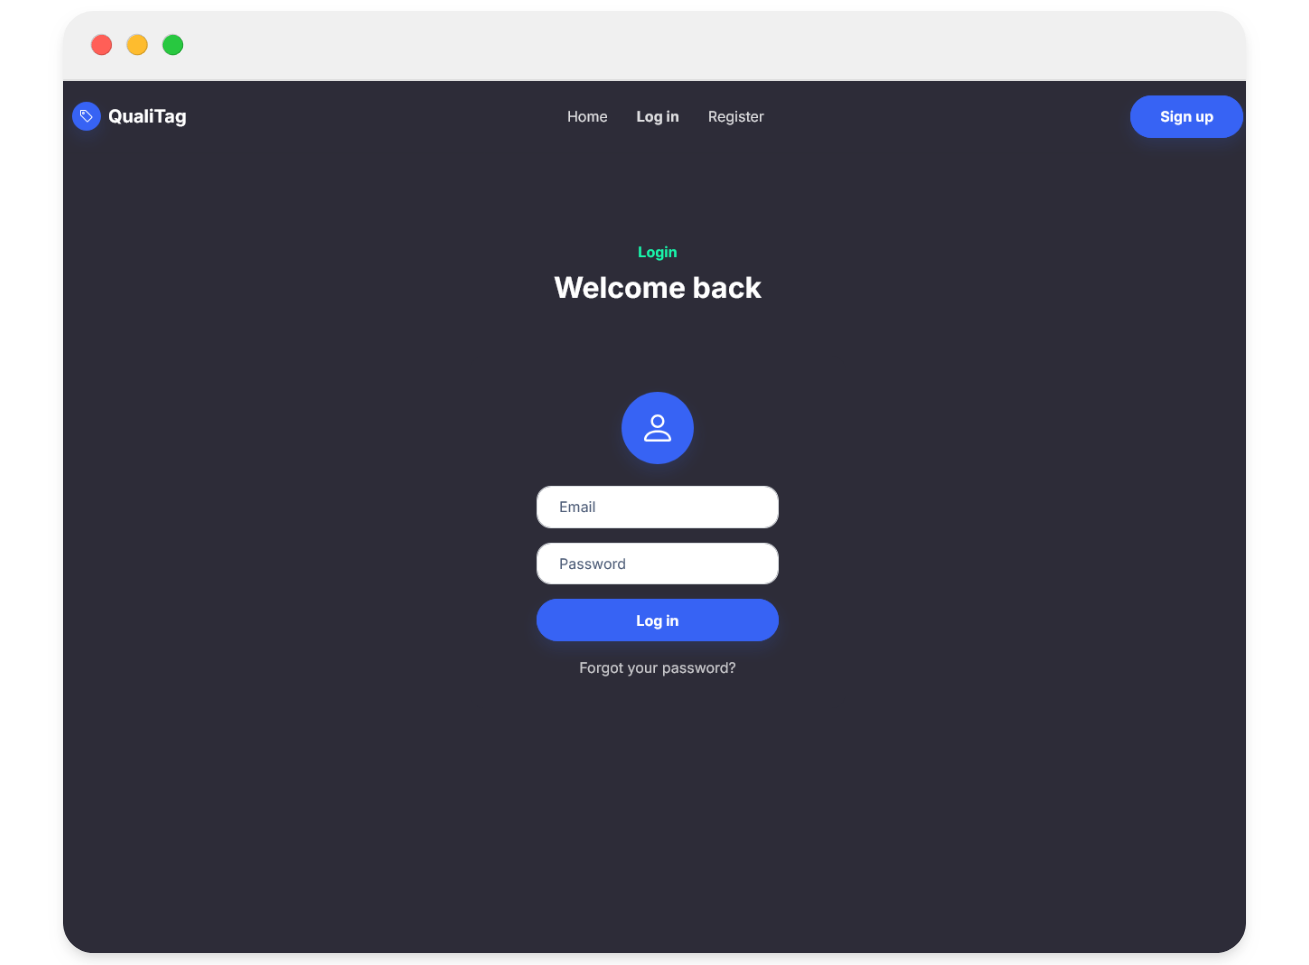 QualiTag
Home Log in Register
Sign up
Login
Welcome back
Email
Password
Log in
Forgot your password?